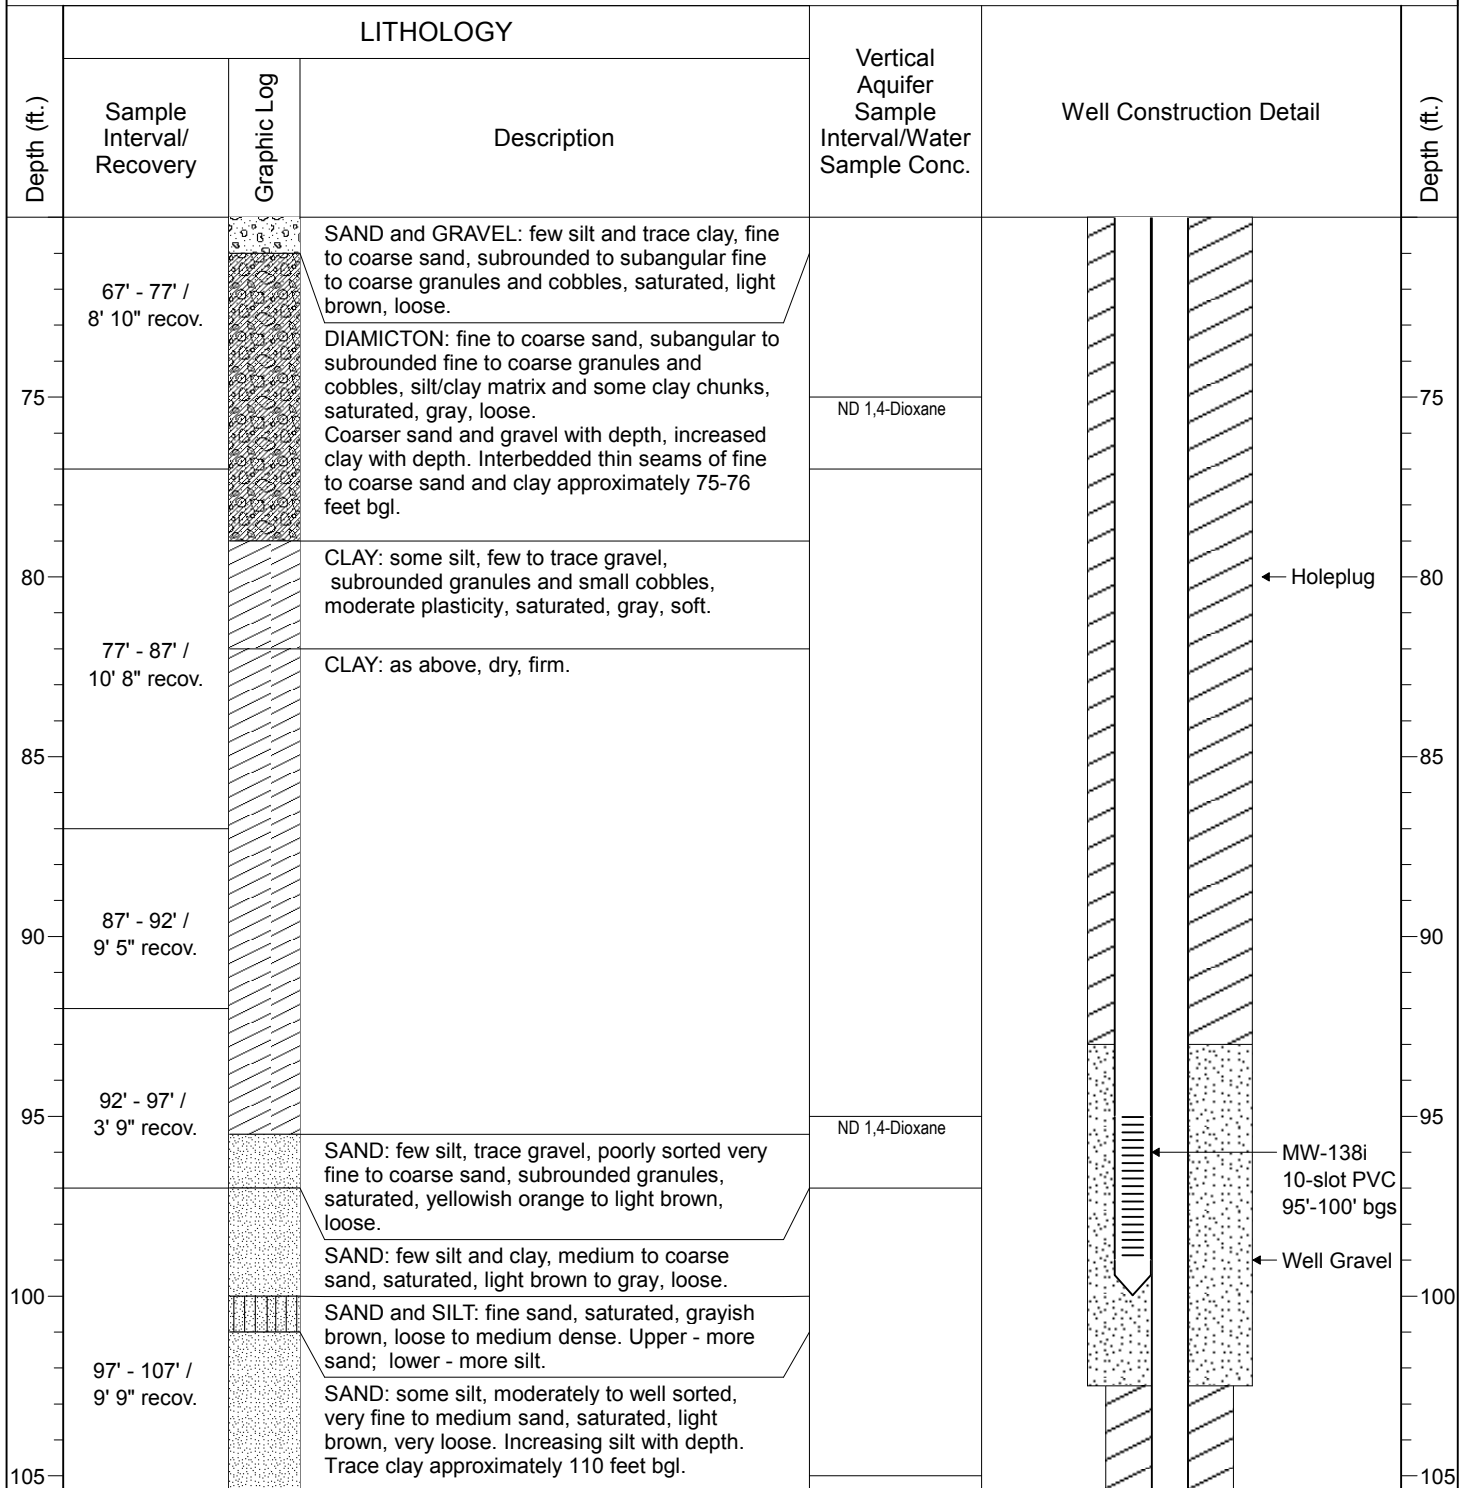 LITHOLOGY
Depth (ft.)
Sample
Interval/
Recovery
Graphic Log
Description
Vertical
Aquifer
Sample
Interval/Water
Sample Conc.
Well Construction Detail
Depth (ft.)
67' - 77' /
8' 10" recov.
SAND and GRAVEL: few silt and trace clay, fine
to coarse sand, subrounded to subangular fine
to coarse granules and cobbles, saturated, light
brown, loose.
DIAMICTON: fine to coarse sand, subangular to
subrounded fine to coarse granules and
cobbles, silt/clay matrix and some clay chunks,
saturated, gray, loose.
Coarser sand and gravel with depth, increased
clay with depth. Interbedded thin seams of fine
to coarse sand and clay approximately 75-76
feet bgl.
75
ND 1,4-Dioxane
75
CLAY: some silt, few to trace gravel,
subrounded granules and small cobbles,
moderate plasticity, saturated, gray, soft.
80
Holeplug
80
77' - 87' /
10' 8" recov.
CLAY: as above, dry, firm.
85
85
87' - 92' /
9' 5" recov.
90
90
92' - 97' /
3' 9" recov.
95
ND 1,4-Dioxane
95
SAND: few silt, trace gravel, poorly sorted very
fine to coarse sand, subrounded granules,
saturated, yellowish orange to light brown,
loose.
MW-138i
10-slot PVC
95'-100' bgs
SAND: few silt and clay, medium to coarse
sand, saturated, light brown to gray, loose.
Well Gravel
100
100
SAND and SILT: fine sand, saturated, grayish
brown, loose to medium dense. Upper - more
sand; lower - more silt.
97' - 107' /
9' 9" recov.
SAND: some silt, moderately to well sorted,
very fine to medium sand, saturated, light
brown, very loose. Increasing silt with depth.
Trace clay approximately 110 feet bgl.
105
105